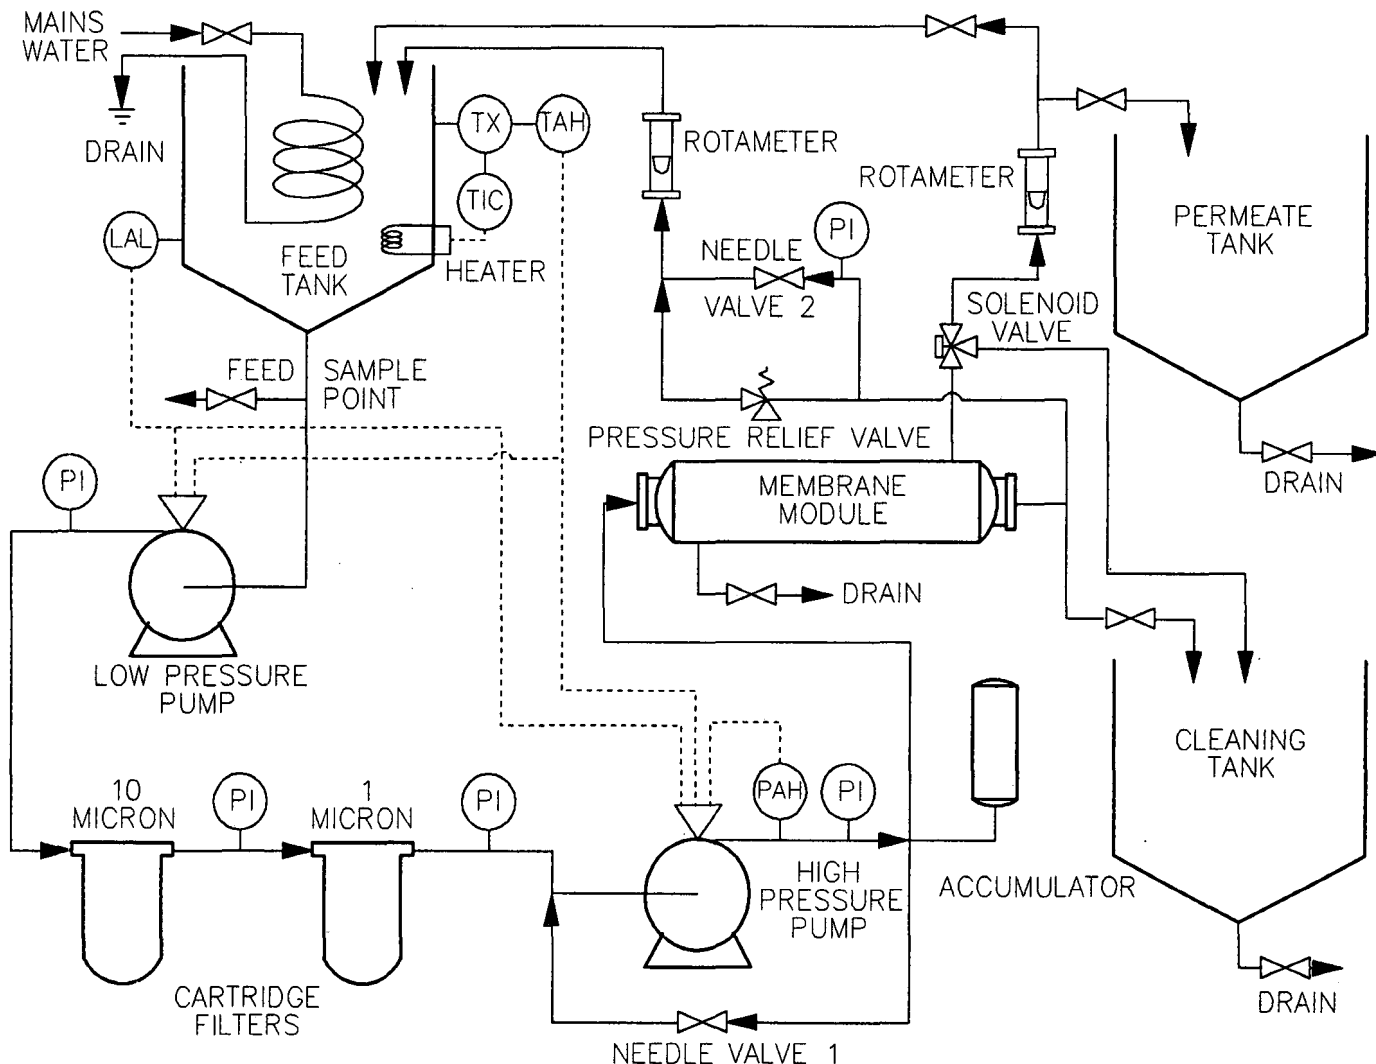 MAINS
WATER
DRAIN
TX
TAH
TIC
LAL
FEED
TANK
HEATER
ROTAMETER
ROTAMETER
PERMEATE
TANK
PI
NEEDLE
VALVE 2
SOLENOID
VALVE
FEED SAMPLE
POINT
PRESSURE RELIEF VALVE
DRAIN
PI
MEMBRANE
MODULE
DRAIN
LOW PRESSURE
PUMP
CLEANING
TANK
10
MICRON
PI
1
MICRON
PI
PAH
PI
HIGH
PRESSURE
PUMP
ACCUMULATOR
CARTRIDGE
FILTERS
DRAIN
NEEDLE VALVE 1